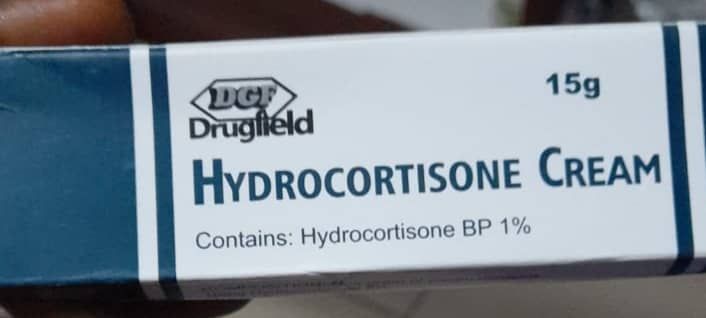 DGF
Drugfield
15g
HYDROCORTISONE CREAM
Contains: Hydrocortisone BP 1%